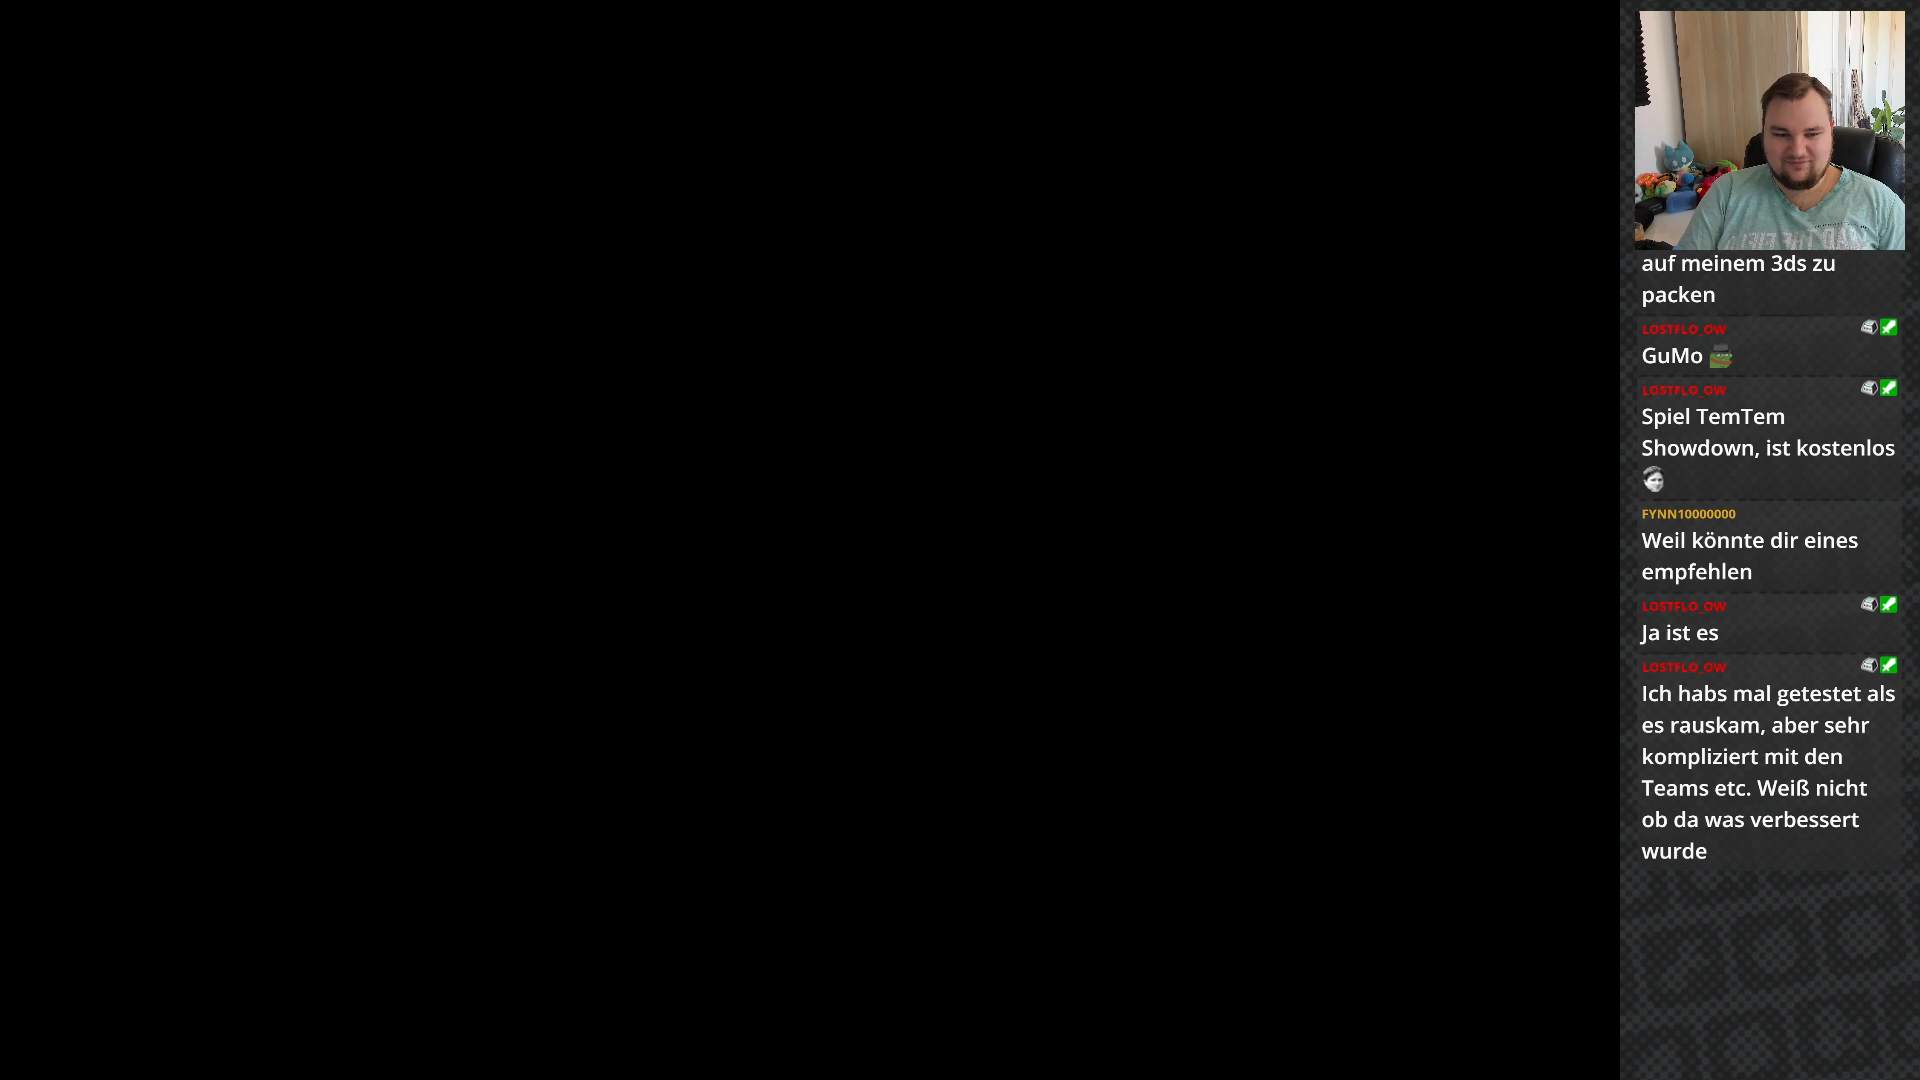 auf meinem 3ds zu
packen
LOSTFLO_OW
GuMo
LOSTFLO_OW
Spiel TemTem
Showdown, ist kostenlos
FYNN10000000
Weil könnte dir eines
empfehlen
LOSTFLO_OW
Ja ist es
LOSTFLO_OW
Ich habs mal getestet als
es rauskam, aber sehr
kompliziert mit den
Teams etc. Weiß nicht
ob da was verbessert
wurde